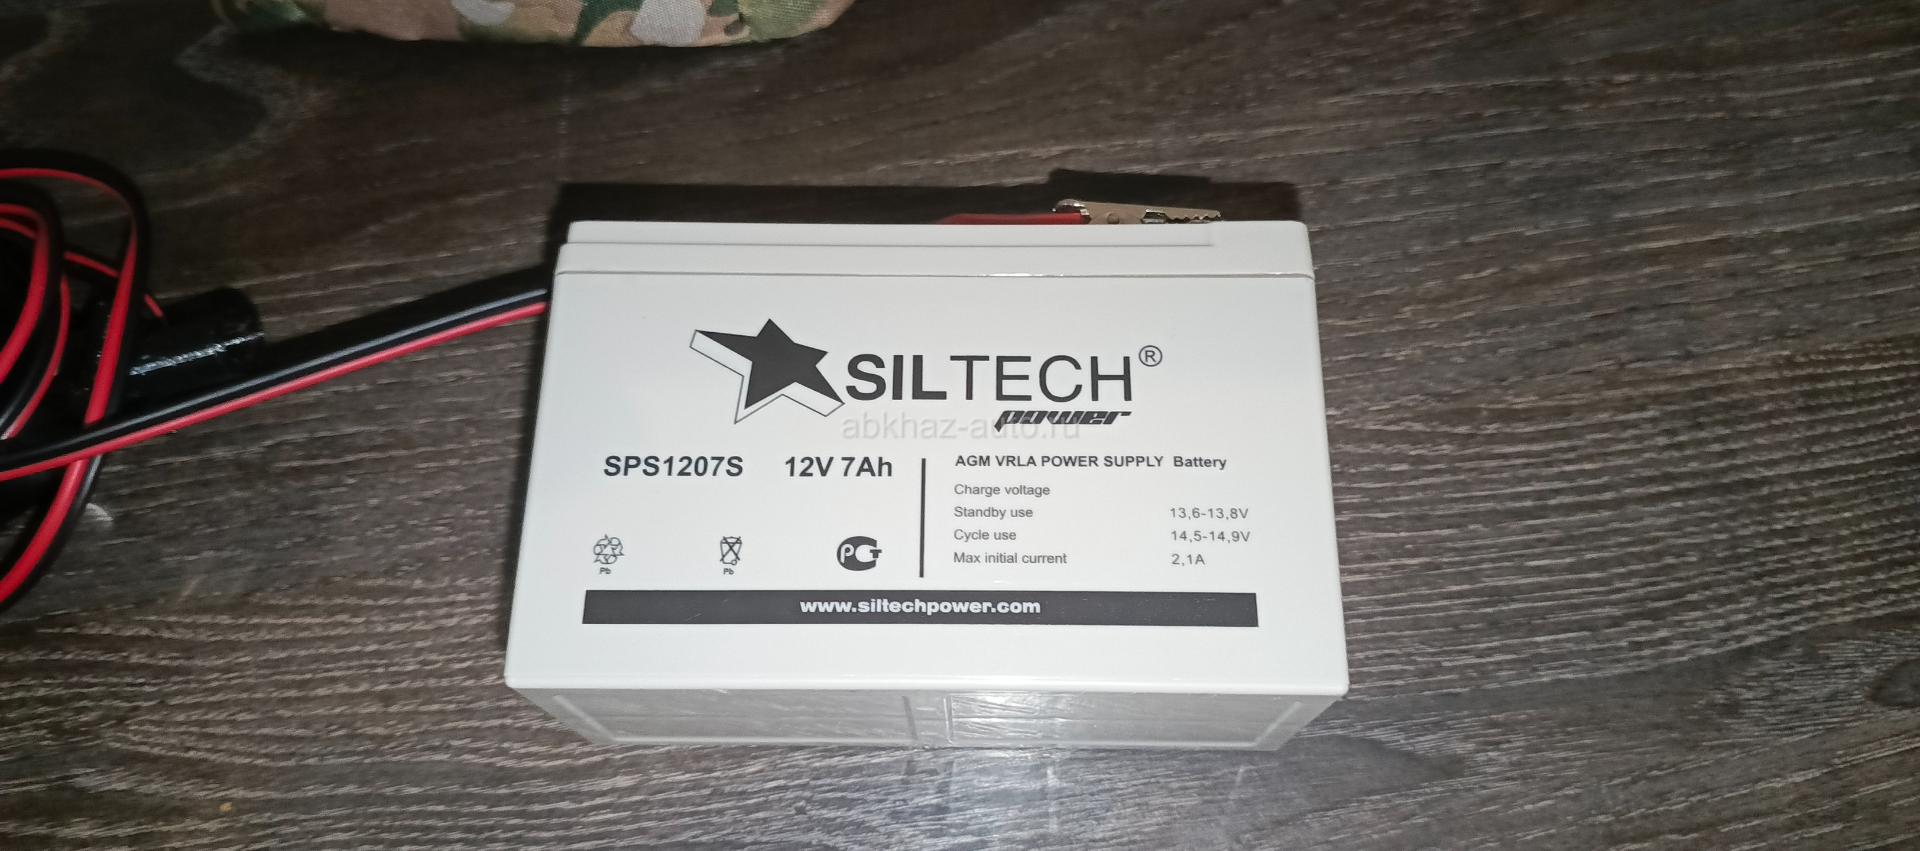 SILTECH®
power
abkhaz-auto.ru
SPS1207S 12V 7Ah
AGM VRLA POWER SUPPLY Battery
Charge voltage
Standby use 13,6-13,8V
Cycle use 14,5-14,9V
Max initial current 2,1A
Pb
Pb
РСТ
www.siltechpower.com